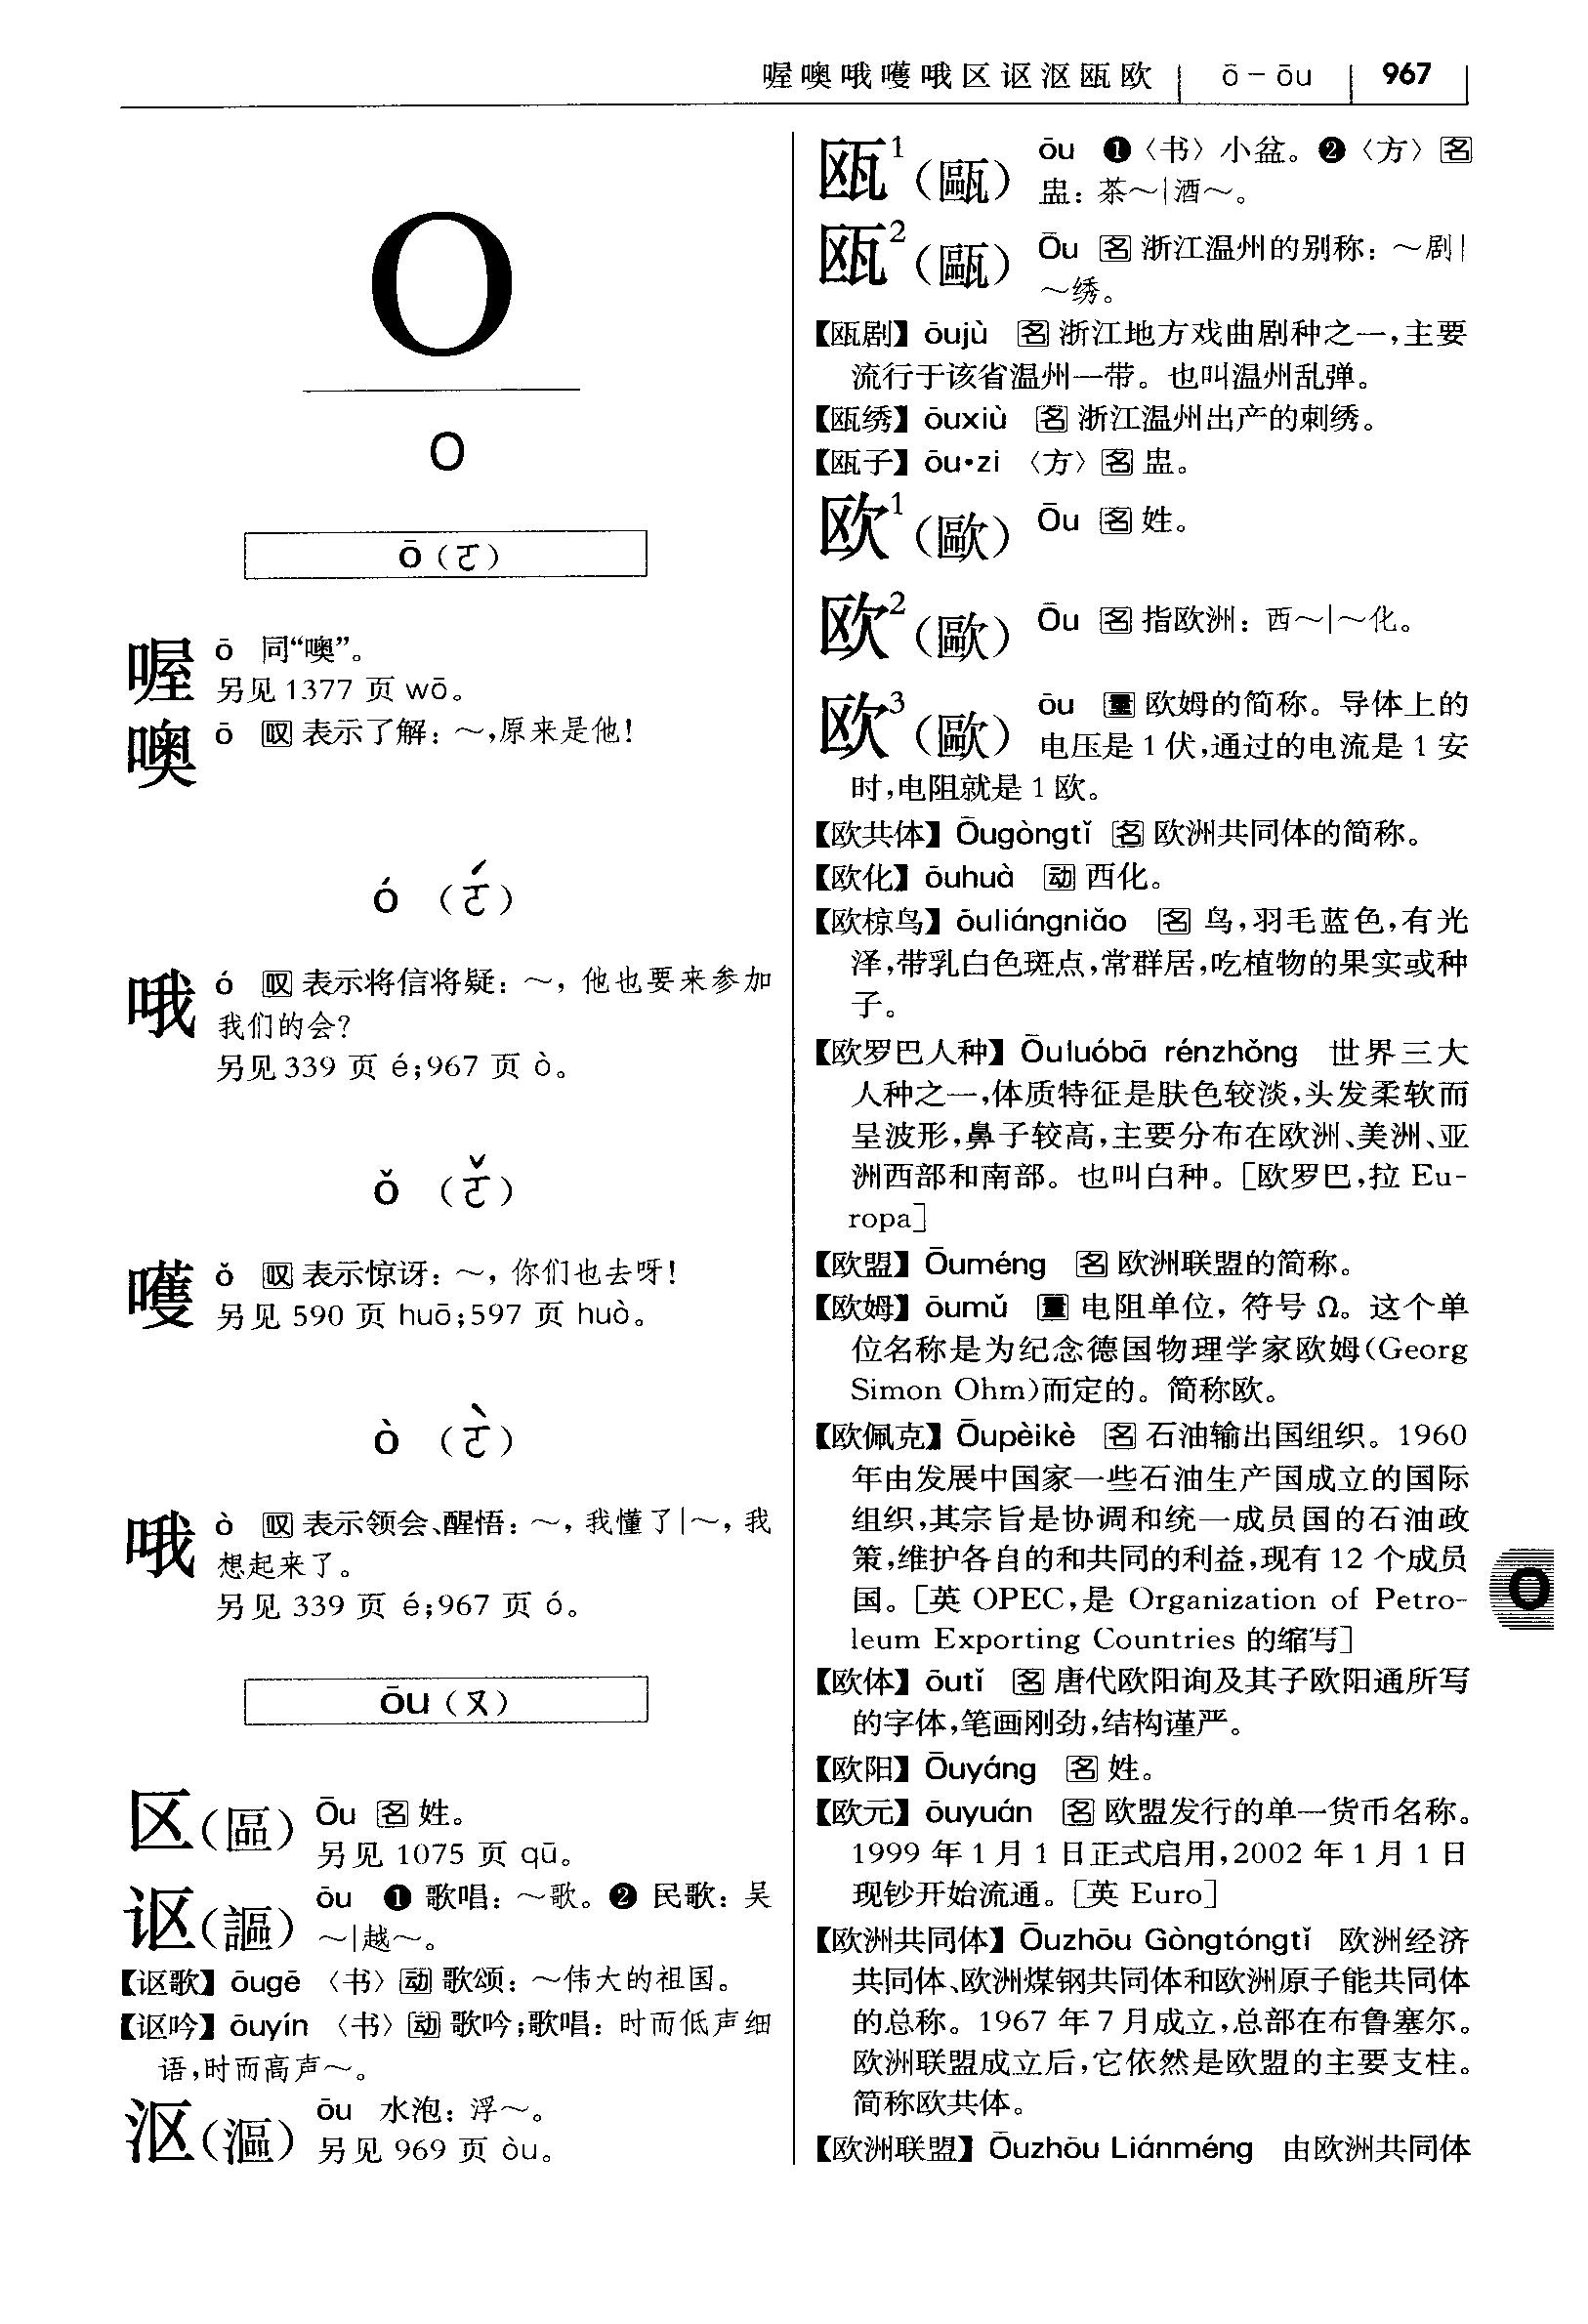 喔噢哦嚄哦区讴沤瓯欧 ō-ōu 967
O
o
ō(ㄛ)
喔 ō 同“噢”。
另见1377 页 wō。
噢 ō 叹 表示了解：～，原来是他！
ó (ㄛˊ)
哦 ó 叹 表示将信将疑：～，他也要来参加
我们的会？
另见339 页 é；967 页 ò。
ǒ (ㄛˇ)
嚄 ǒ 叹 表示惊讶：～，你们也去呀！
另见 590 页 huō；597 页 huò。
ò (ㄛˋ)
哦 ò 叹 表示领会、醒悟：～，我懂了|～，我
想起来了。
另见 339 页 é；967 页 ó。
ōu(ㄡ)
区(區) Ōu 名 姓。
另见 1075 页 qū。
讴(謳) ōu ❶ 歌唱：～歌。❷ 民歌：吴
～|越～。
【讴歌】ōugē 〈书〉动 歌颂：～伟大的祖国。
【讴吟】ōuyín 〈书〉动 歌吟；歌唱：时而低声细
语，时而高声～。
沤(漚) ōu 水泡：浮～。
另见 969 页 òu。
瓯¹(甌) ōu ❶〈书〉小盆。❷〈方〉名
盅：茶～|酒～。
瓯²(甌) Ōu 名 浙江温州的别称：～剧|
～绣。
【瓯剧】ōujù 名 浙江地方戏曲剧种之一，主要
流行于该省温州一带。也叫温州乱弹。
【瓯绣】ōuxiù 名 浙江温州出产的刺绣。
【瓯子】ōu·zi 〈方〉名 盅。
欧¹(歐) Ōu 名 姓。
欧²(歐) Ōu 名 指欧洲：西～|～化。
欧³(歐) ōu 量 欧姆的简称。导体上的
电压是 1 伏，通过的电流是 1 安
时，电阻就是 1 欧。
【欧共体】Ōugòngtǐ 名 欧洲共同体的简称。
【欧化】ōuhuà 动 西化。
【欧椋鸟】ōuliángniǎo 名 鸟，羽毛蓝色，有光
泽，带乳白色斑点，常群居，吃植物的果实或种
子。
【欧罗巴人种】Ōuluóbā rénzhǒng 世界三大
人种之一，体质特征是肤色较淡，头发柔软而
呈波形，鼻子较高，主要分布在欧洲、美洲、亚
洲西部和南部。也叫白种。［欧罗巴，拉 Eu-
ropa］
【欧盟】Ōuméng 名 欧洲联盟的简称。
【欧姆】ōumǔ 量 电阻单位，符号 Ω。这个单
位名称是为纪念德国物理学家欧姆(Georg
Simon Ohm)而定的。简称欧。
【欧佩克】Ōupèikè 名 石油输出国组织。1960
年由发展中国家一些石油生产国成立的国际
组织，其宗旨是协调和统一成员国的石油政
策，维护各自的和共同的利益，现有 12 个成员
国。［英 OPEC，是 Organization of Petro-
leum Exporting Countries 的缩写］
【欧体】ōutǐ 名 唐代欧阳询及其子欧阳通所写
的字体，笔画刚劲，结构谨严。
【欧阳】Ōuyáng 名 姓。
【欧元】ōuyuán 名 欧盟发行的单一货币名称。
1999 年 1 月 1 日正式启用，2002 年 1 月 1 日
现钞开始流通。［英 Euro］
【欧洲共同体】Ōuzhōu Gòngtóngtǐ 欧洲经济
共同体、欧洲煤钢共同体和欧洲原子能共同体
的总称。1967 年 7 月成立，总部在布鲁塞尔。
欧洲联盟成立后，它依然是欧盟的主要支柱。
简称欧共体。
【欧洲联盟】Ōuzhōu Liánméng 由欧洲共同体
O